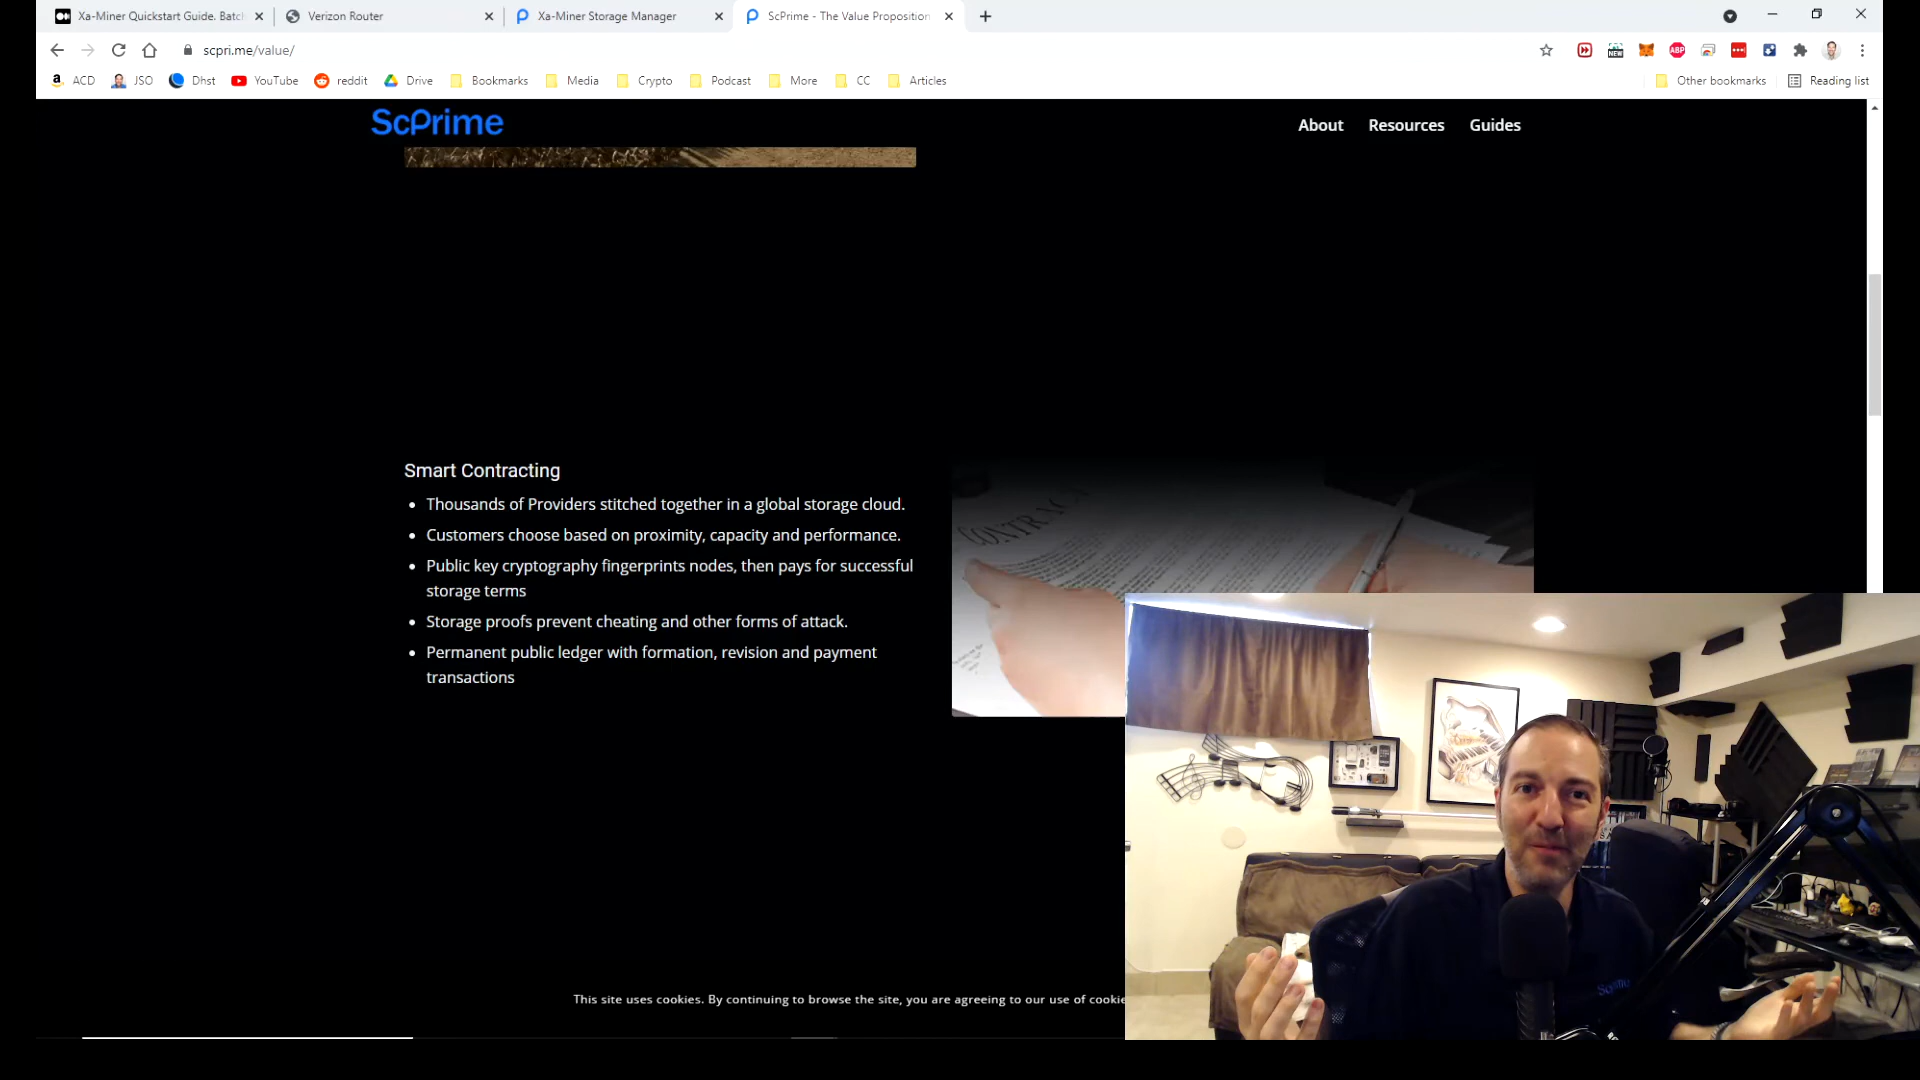 Xa-Miner Quickstart Guide. Batc
Verizon Router
Xa-Miner Storage Manager
ScPrime - The Value Proposition
scpri.me/value/
NEW
ABP
ACD
JSO
Dhst
YouTube
reddit
Drive
Bookmarks
Media
Crypto
Podcast
More
CC
Articles
Other bookmarks
Reading list
ScPrime
About
Resources
Guides
Smart Contracting
• Thousands of Providers stitched together in a global storage cloud.
• Customers choose based on proximity, capacity and performance.
• Public key cryptography fingerprints nodes, then pays for successful
storage terms
• Storage proofs prevent cheating and other forms of attack.
• Permanent public ledger with formation, revision and payment
transactions
CONTRACT
This site uses cookies. By continuing to browse the site, you are agreeing to our use of cookie